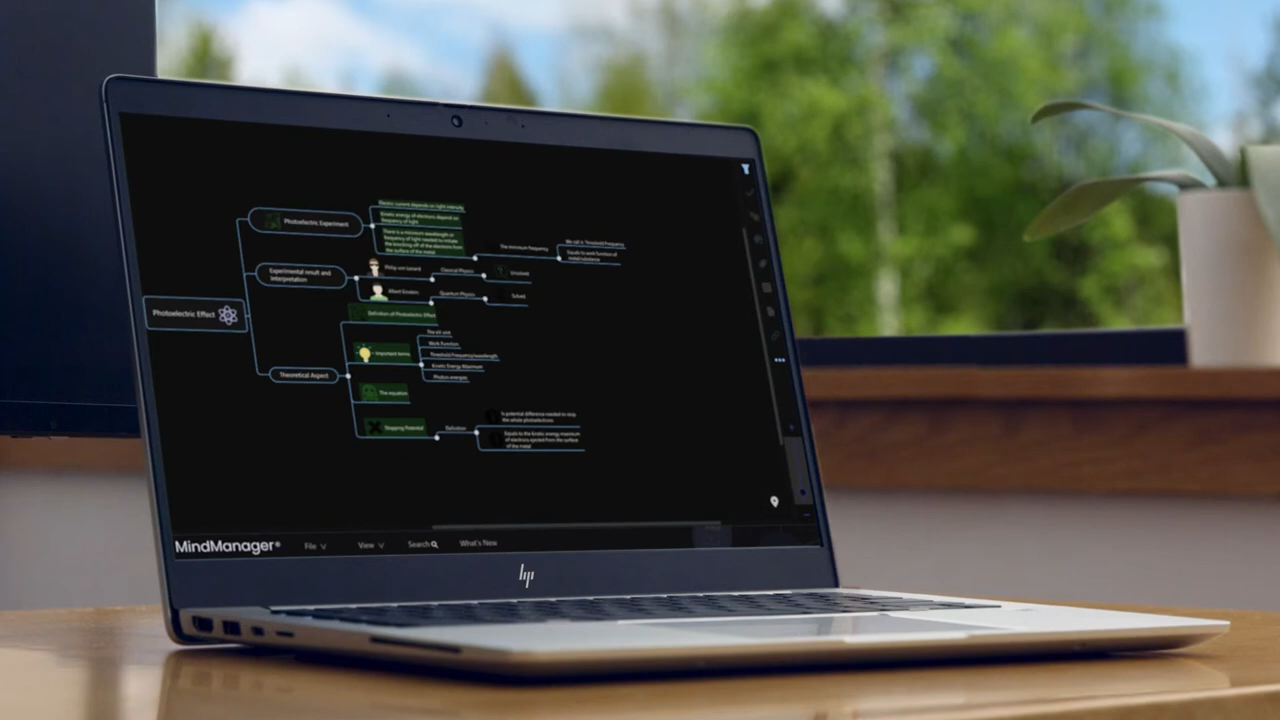 Electric current depends on light intensity
Kinetic energy of electrons depend on
frequency of light
Photoelectric Experiment
There is a minimum wavelength or
frequency of light needed to initiate
the knocking off of the electrons from
the surface of the metal
The minimum frequency
We call it Threshold Frequency
Equals to work function of
metal/substance
Experimental result and
interpretation
Philip von Lenard
Classical Physics
Unsolved
Albert Einstein
Quantum Physics
Solved
Photoelectric Effect
Definition of Photoelectric Effect
Important terms
The eV unit
Work Function
Threshold frequency/wavelength
Kinetic Energy Maximum
Photon energies
Theoretical Aspect
The equation
Stopping Potential
Definition
Is potential difference needed to stop
the whole photoelectrons
Equals to the kinetic energy maximum
of electrons ejected from the surface
of the metal
MindManager®
File
View
Search
What's New
hp